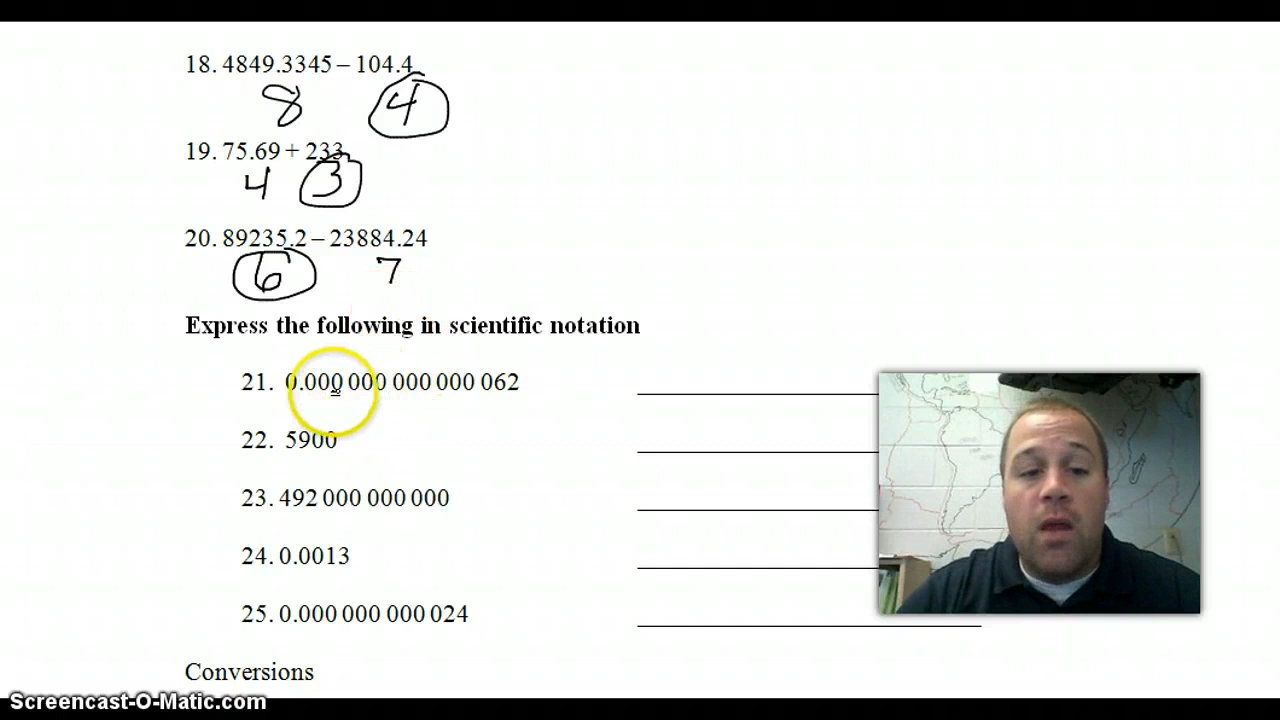 18. 4849.3345 – 104.4
8 4
19. 75.69 + 233
4 3
20. 89235.2 – 23884.24
6 7
Express the following in scientific notation
21. 0.000 000 000 000 062
22. 5900
23. 492 000 000 000
24. 0.0013
25. 0.000 000 000 024
Conversions
Screencast-O-Matic.com